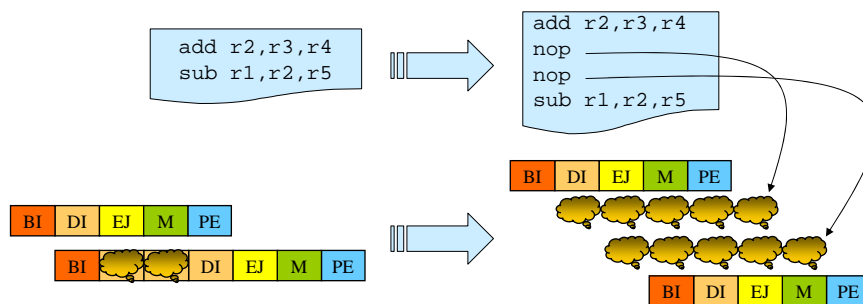 add r2,r3,r4
sub r1,r2,r5
add r2,r3,r4
nop
nop
sub r1,r2,r5
BI DI EJ M PE
BI DI EJ M PE
BI DI EJ M PE
BI DI EJ M PE